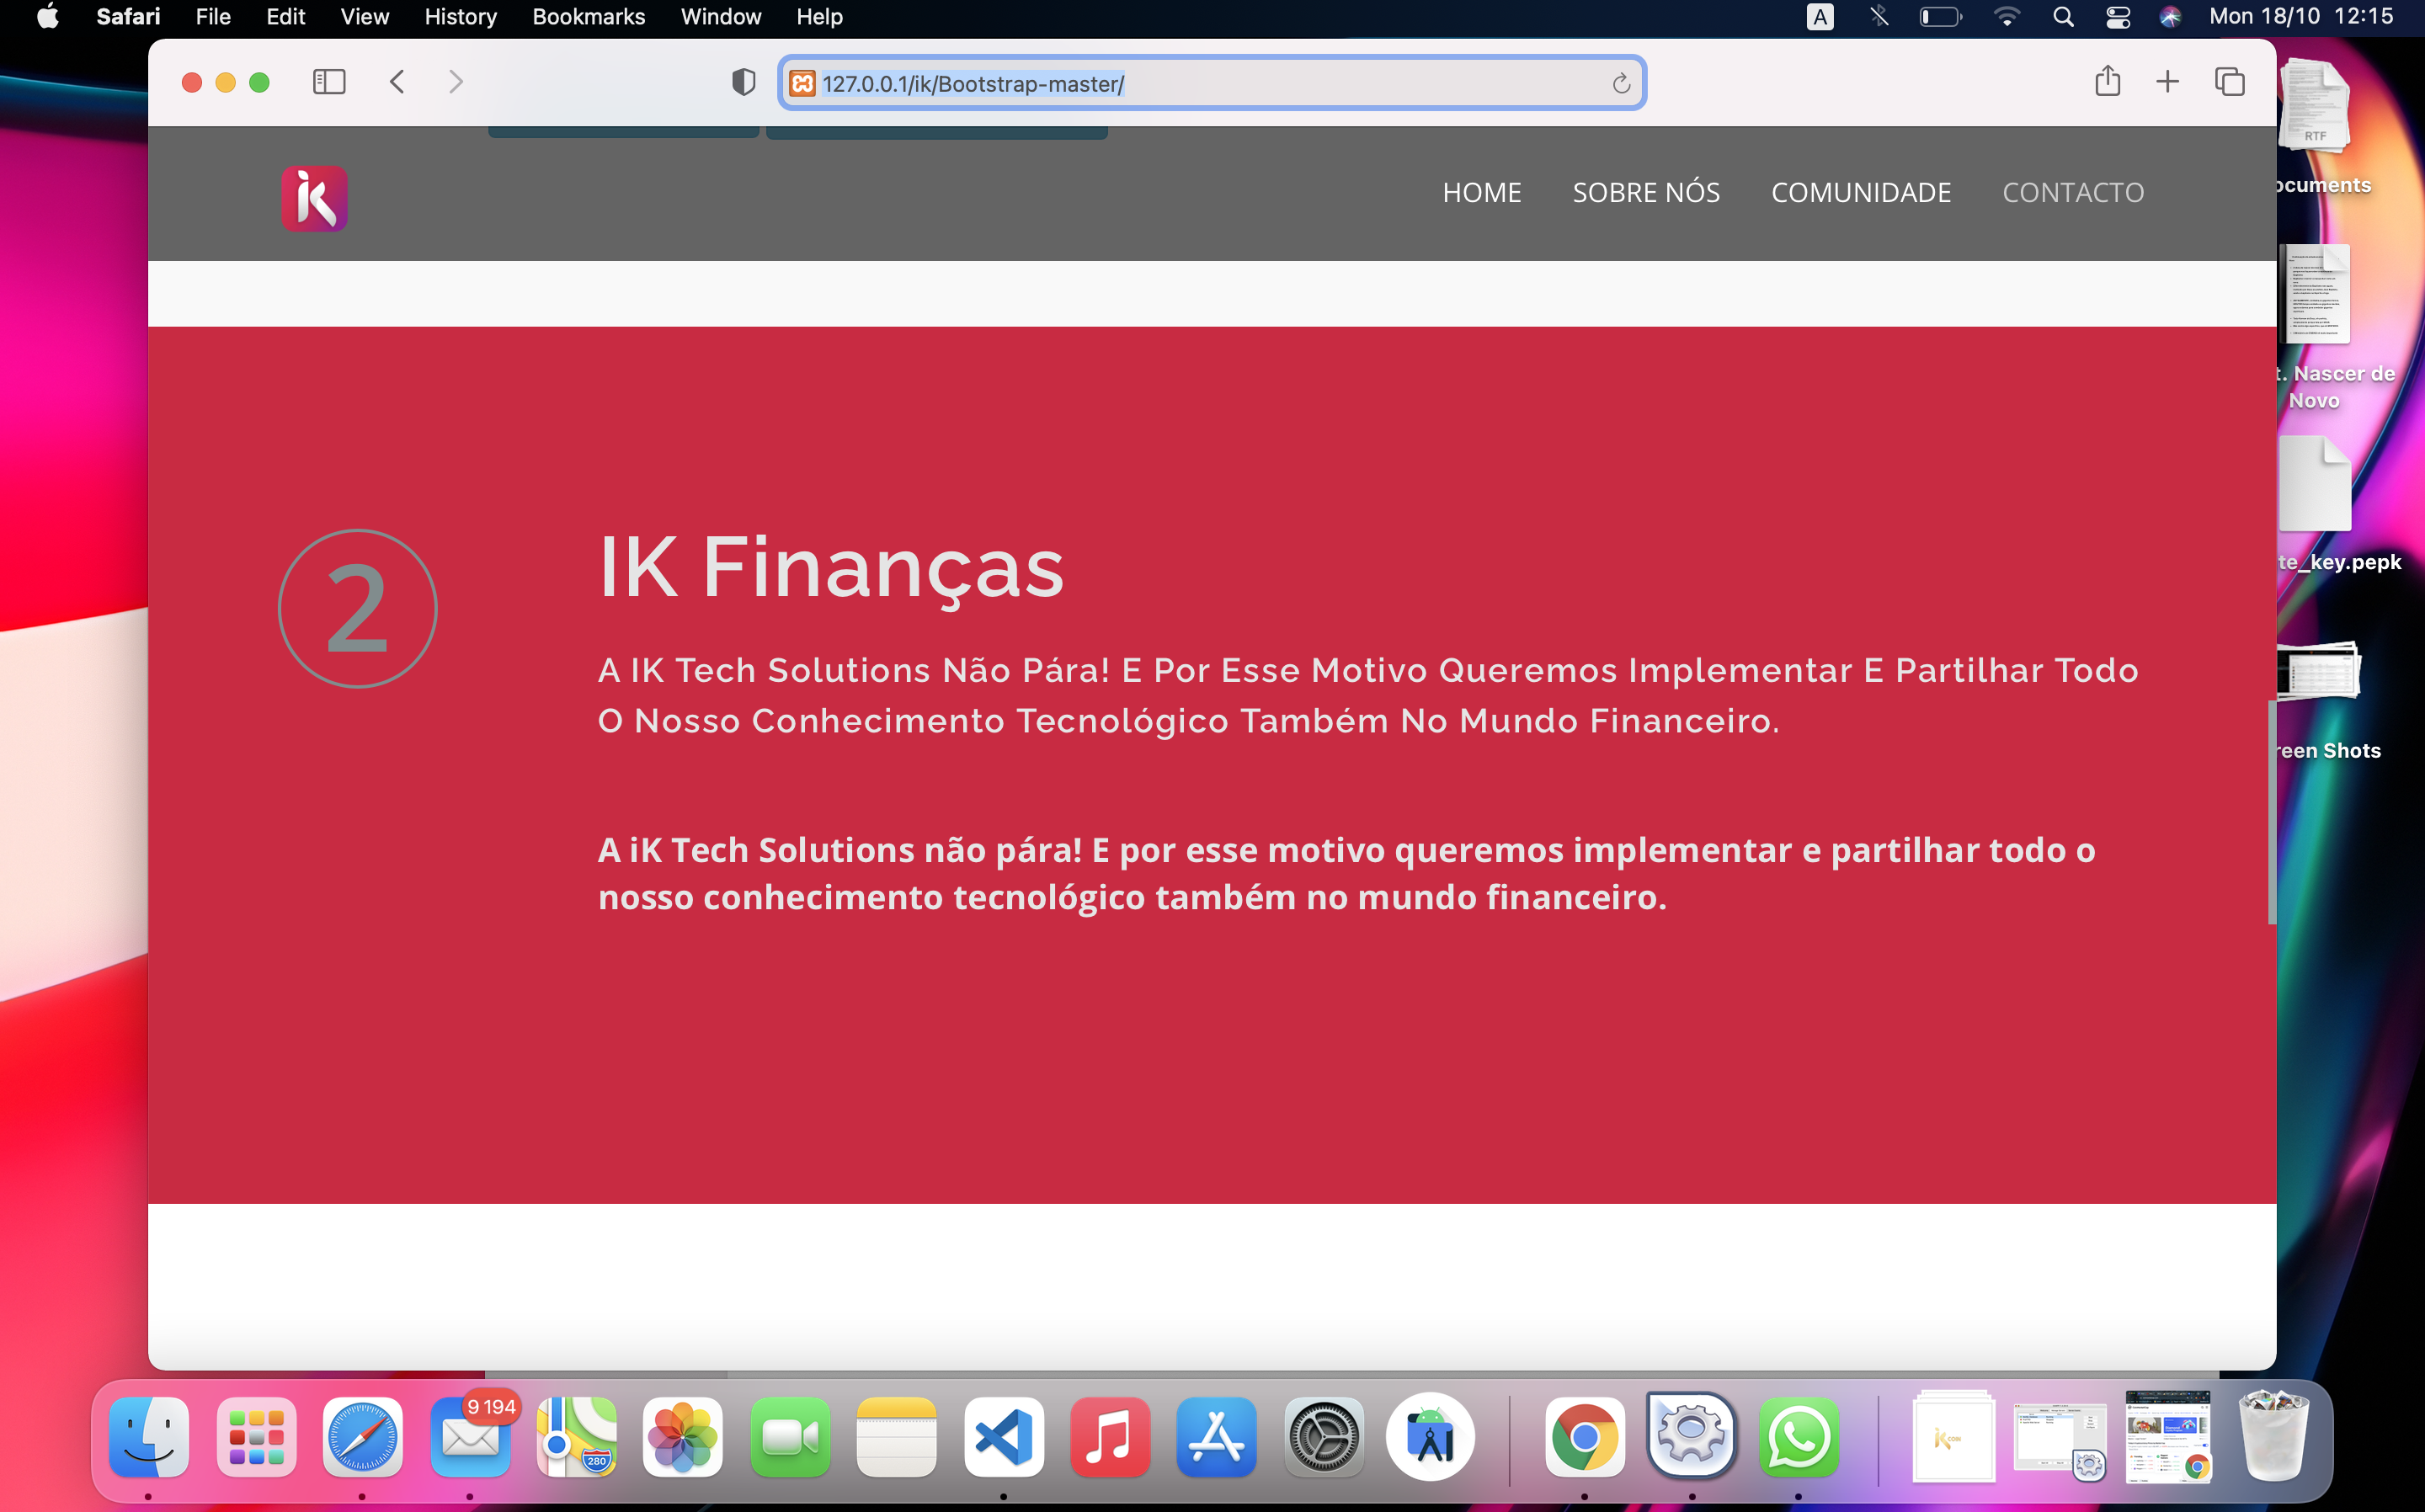 Safari File Edit View History Bookmarks Window Help A Mon 18/10 12:15
127.0.0.1/ik/Bootstrap-master/
RTF
ocuments
iK
HOME SOBRE NÓS COMUNIDADE CONTACTO
t. Nascer de
Novo
te_key.pepk
reen Shots
2
IK Finanças
A IK Tech Solutions Não Pára! E Por Esse Motivo Queremos Implementar E Partilhar Todo
O Nosso Conhecimento Tecnológico Também No Mundo Financeiro.
A iK Tech Solutions não pára! E por esse motivo queremos implementar e partilhar todo o
nosso conhecimento tecnológico também no mundo financeiro.
9 194
280
iK COIN